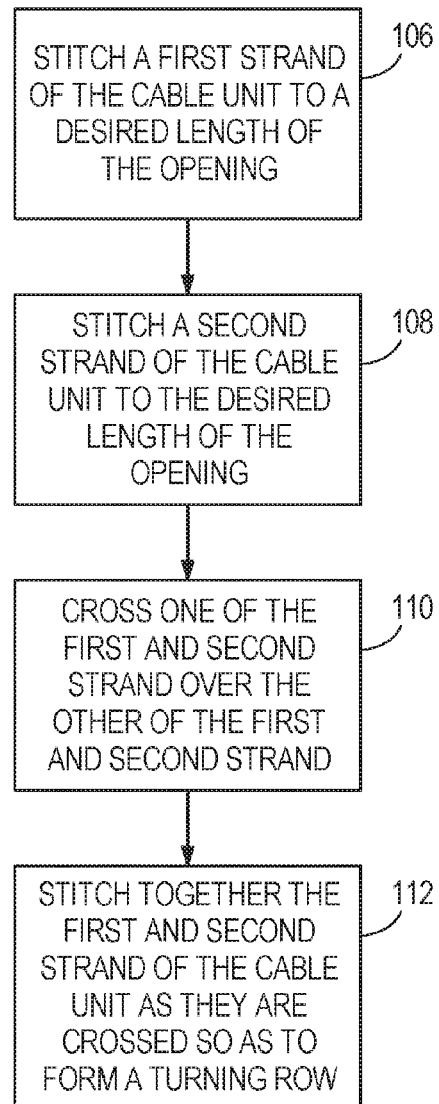 STITCH A FIRST STRAND
OF THE CABLE UNIT TO A
DESIRED LENGTH OF
THE OPENING
106
STITCH A SECOND
STRAND OF THE CABLE
UNIT TO THE DESIRED
LENGTH OF THE
OPENING
108
CROSS ONE OF THE
FIRST AND SECOND
STRAND OVER THE
OTHER OF THE FIRST
AND SECOND STRAND
110
STITCH TOGETHER THE
FIRST AND SECOND
STRAND OF THE CABLE
UNIT AS THEY ARE
CROSSED SO AS TO
FORM A TURNING ROW
112